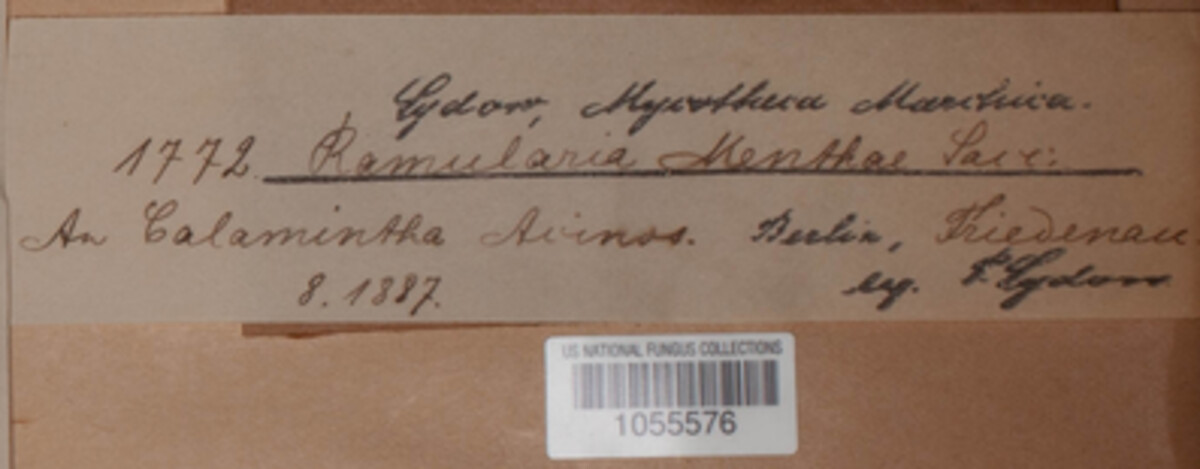 Sydow, Mycotheca Marchica.
1772. Ramularia Menthae Sacc:
An Calamintha Acinos. Berlin, Friedenau
8. 1887. leg. P. Sydow
US NATIONAL FUNGUS COLLECTIONS
1055576